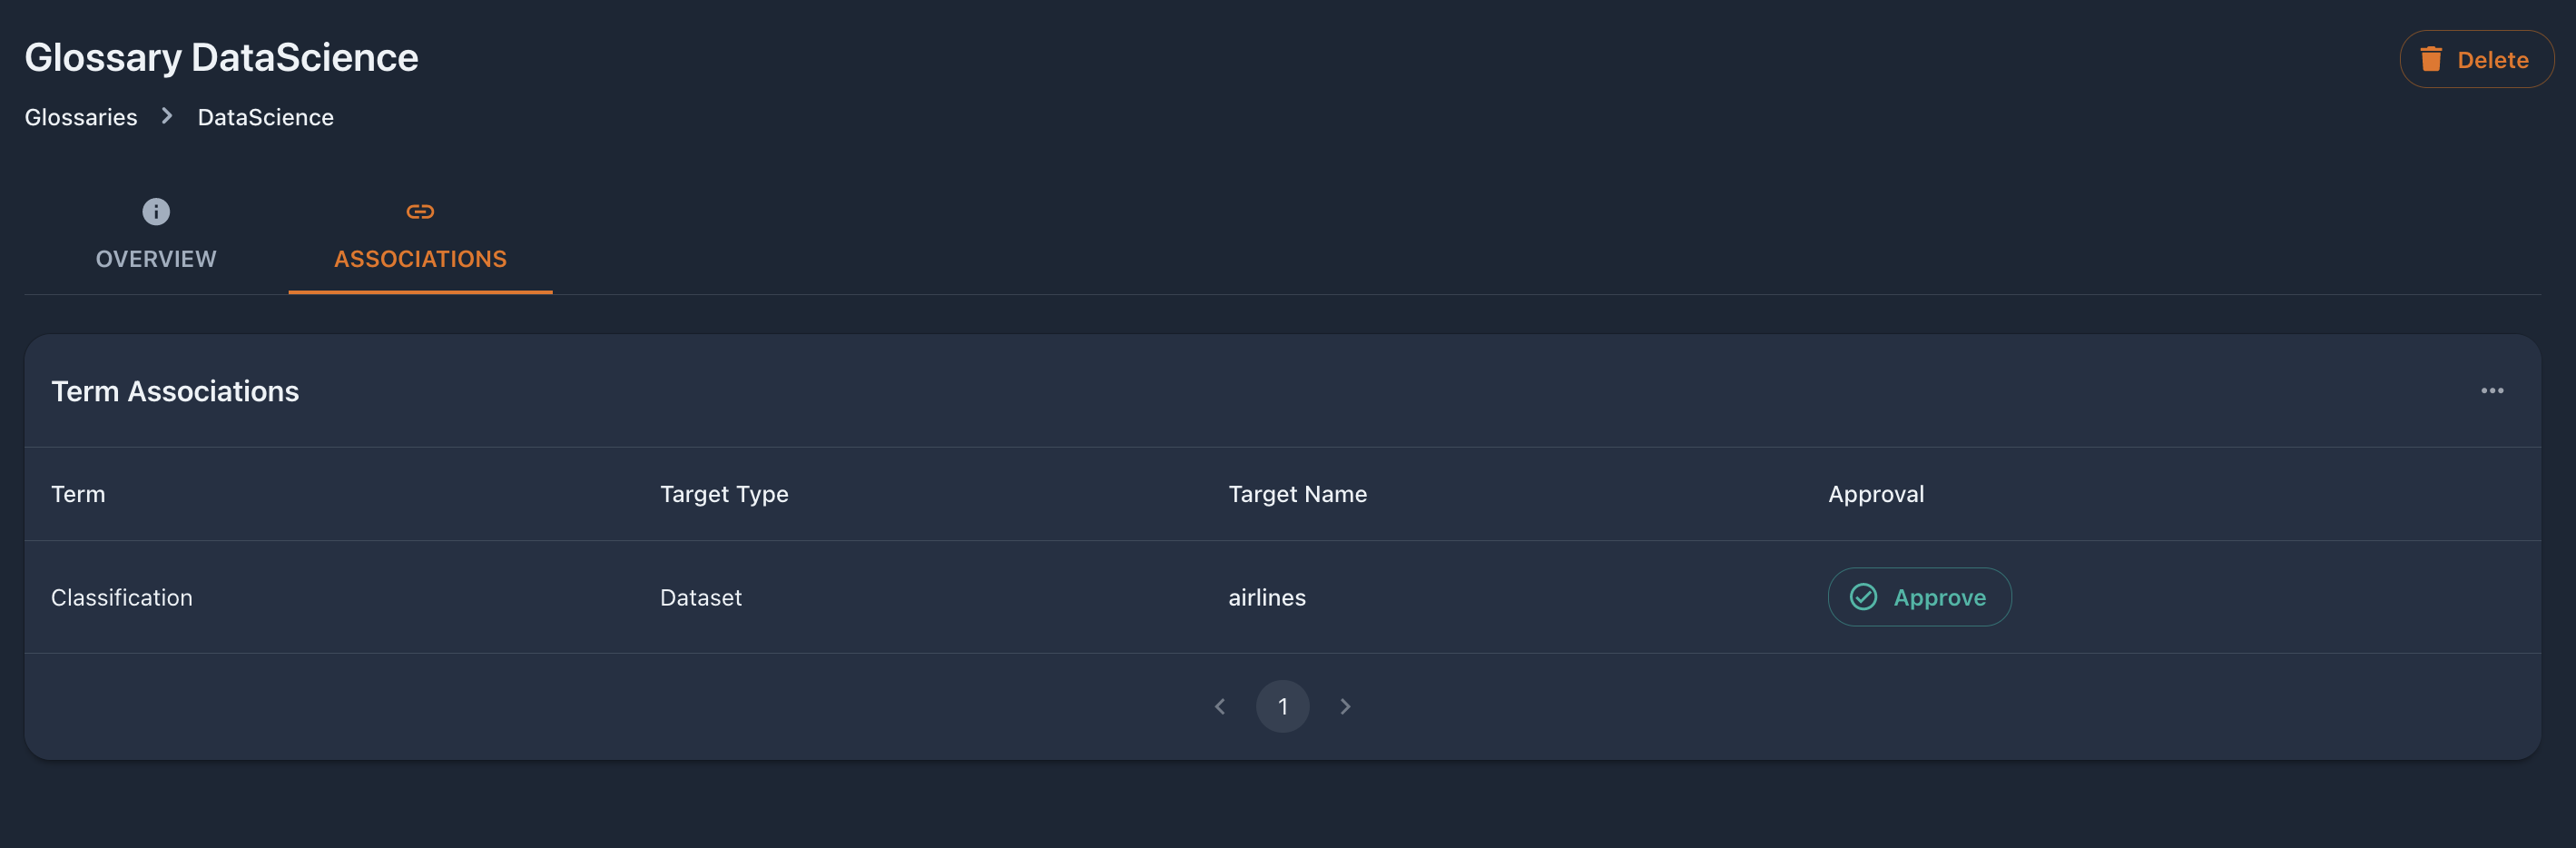 Glossary DataScience
Delete
Glossaries > DataScience
OVERVIEW ASSOCIATIONS
Term Associations
Term Target Type Target Name Approval
Classification Dataset airlines Approve
1